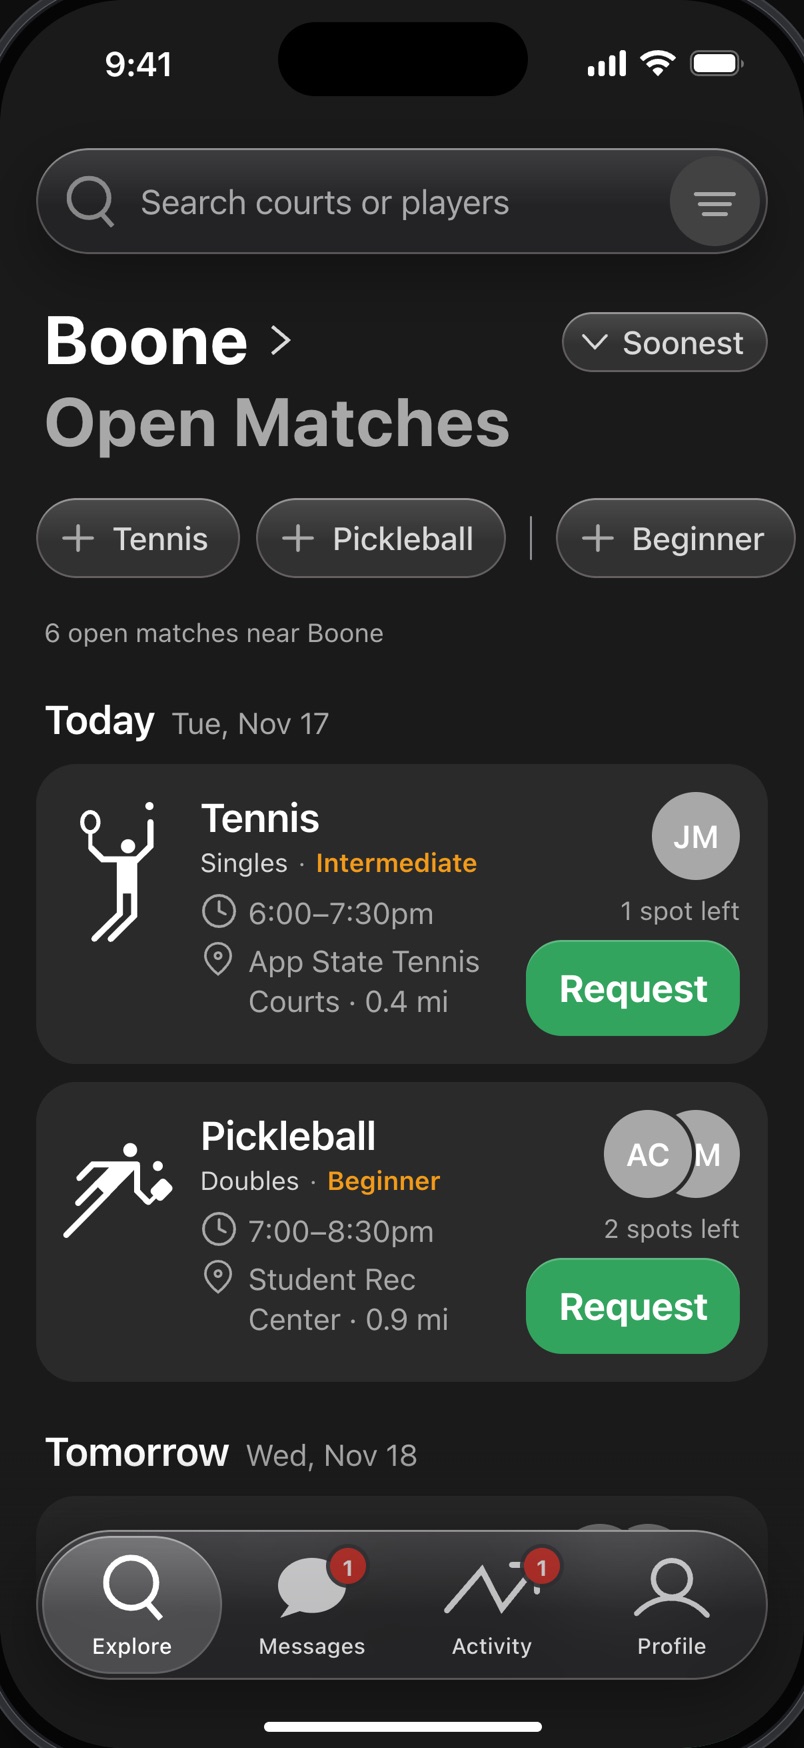 9:41
Search courts or players
Boone >
Soonest
Open Matches
+ Tennis
+ Pickleball
+ Beginner
6 open matches near Boone
Today Tue, Nov 17
Tennis
JM
Singles · Intermediate
6:00–7:30pm
1 spot left
App State Tennis
Courts · 0.4 mi
Request
Pickleball
AC
M
Doubles · Beginner
7:00–8:30pm
2 spots left
Student Rec
Center · 0.9 mi
Request
Tomorrow Wed, Nov 18
1
1
Explore
Messages
Activity
Profile